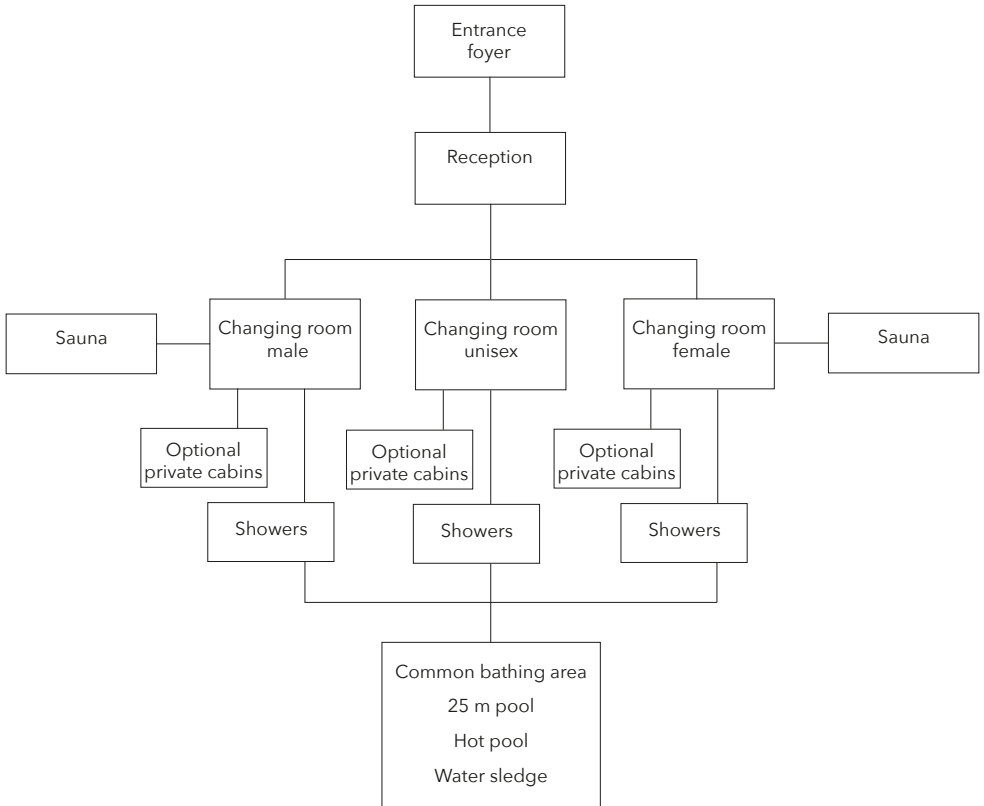 Entrance
foyer
Reception
Sauna
Changing room
male
Changing room
unisex
Changing room
female
Sauna
Optional
private cabins
Optional
private cabins
Optional
private cabins
Showers
Showers
Showers
Common bathing area
25 m pool
Hot pool
Water sledge